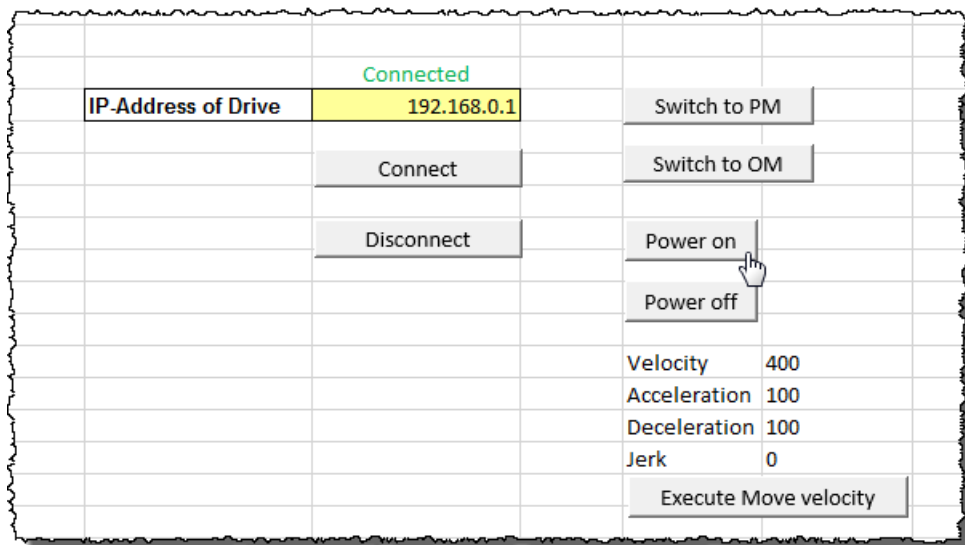 Connected
IP-Address of Drive 192.168.0.1
Switch to PM
Connect
Switch to OM
Disconnect
Power on
Power off
Velocity 400
Acceleration 100
Deceleration 100
Jerk 0
Execute Move velocity